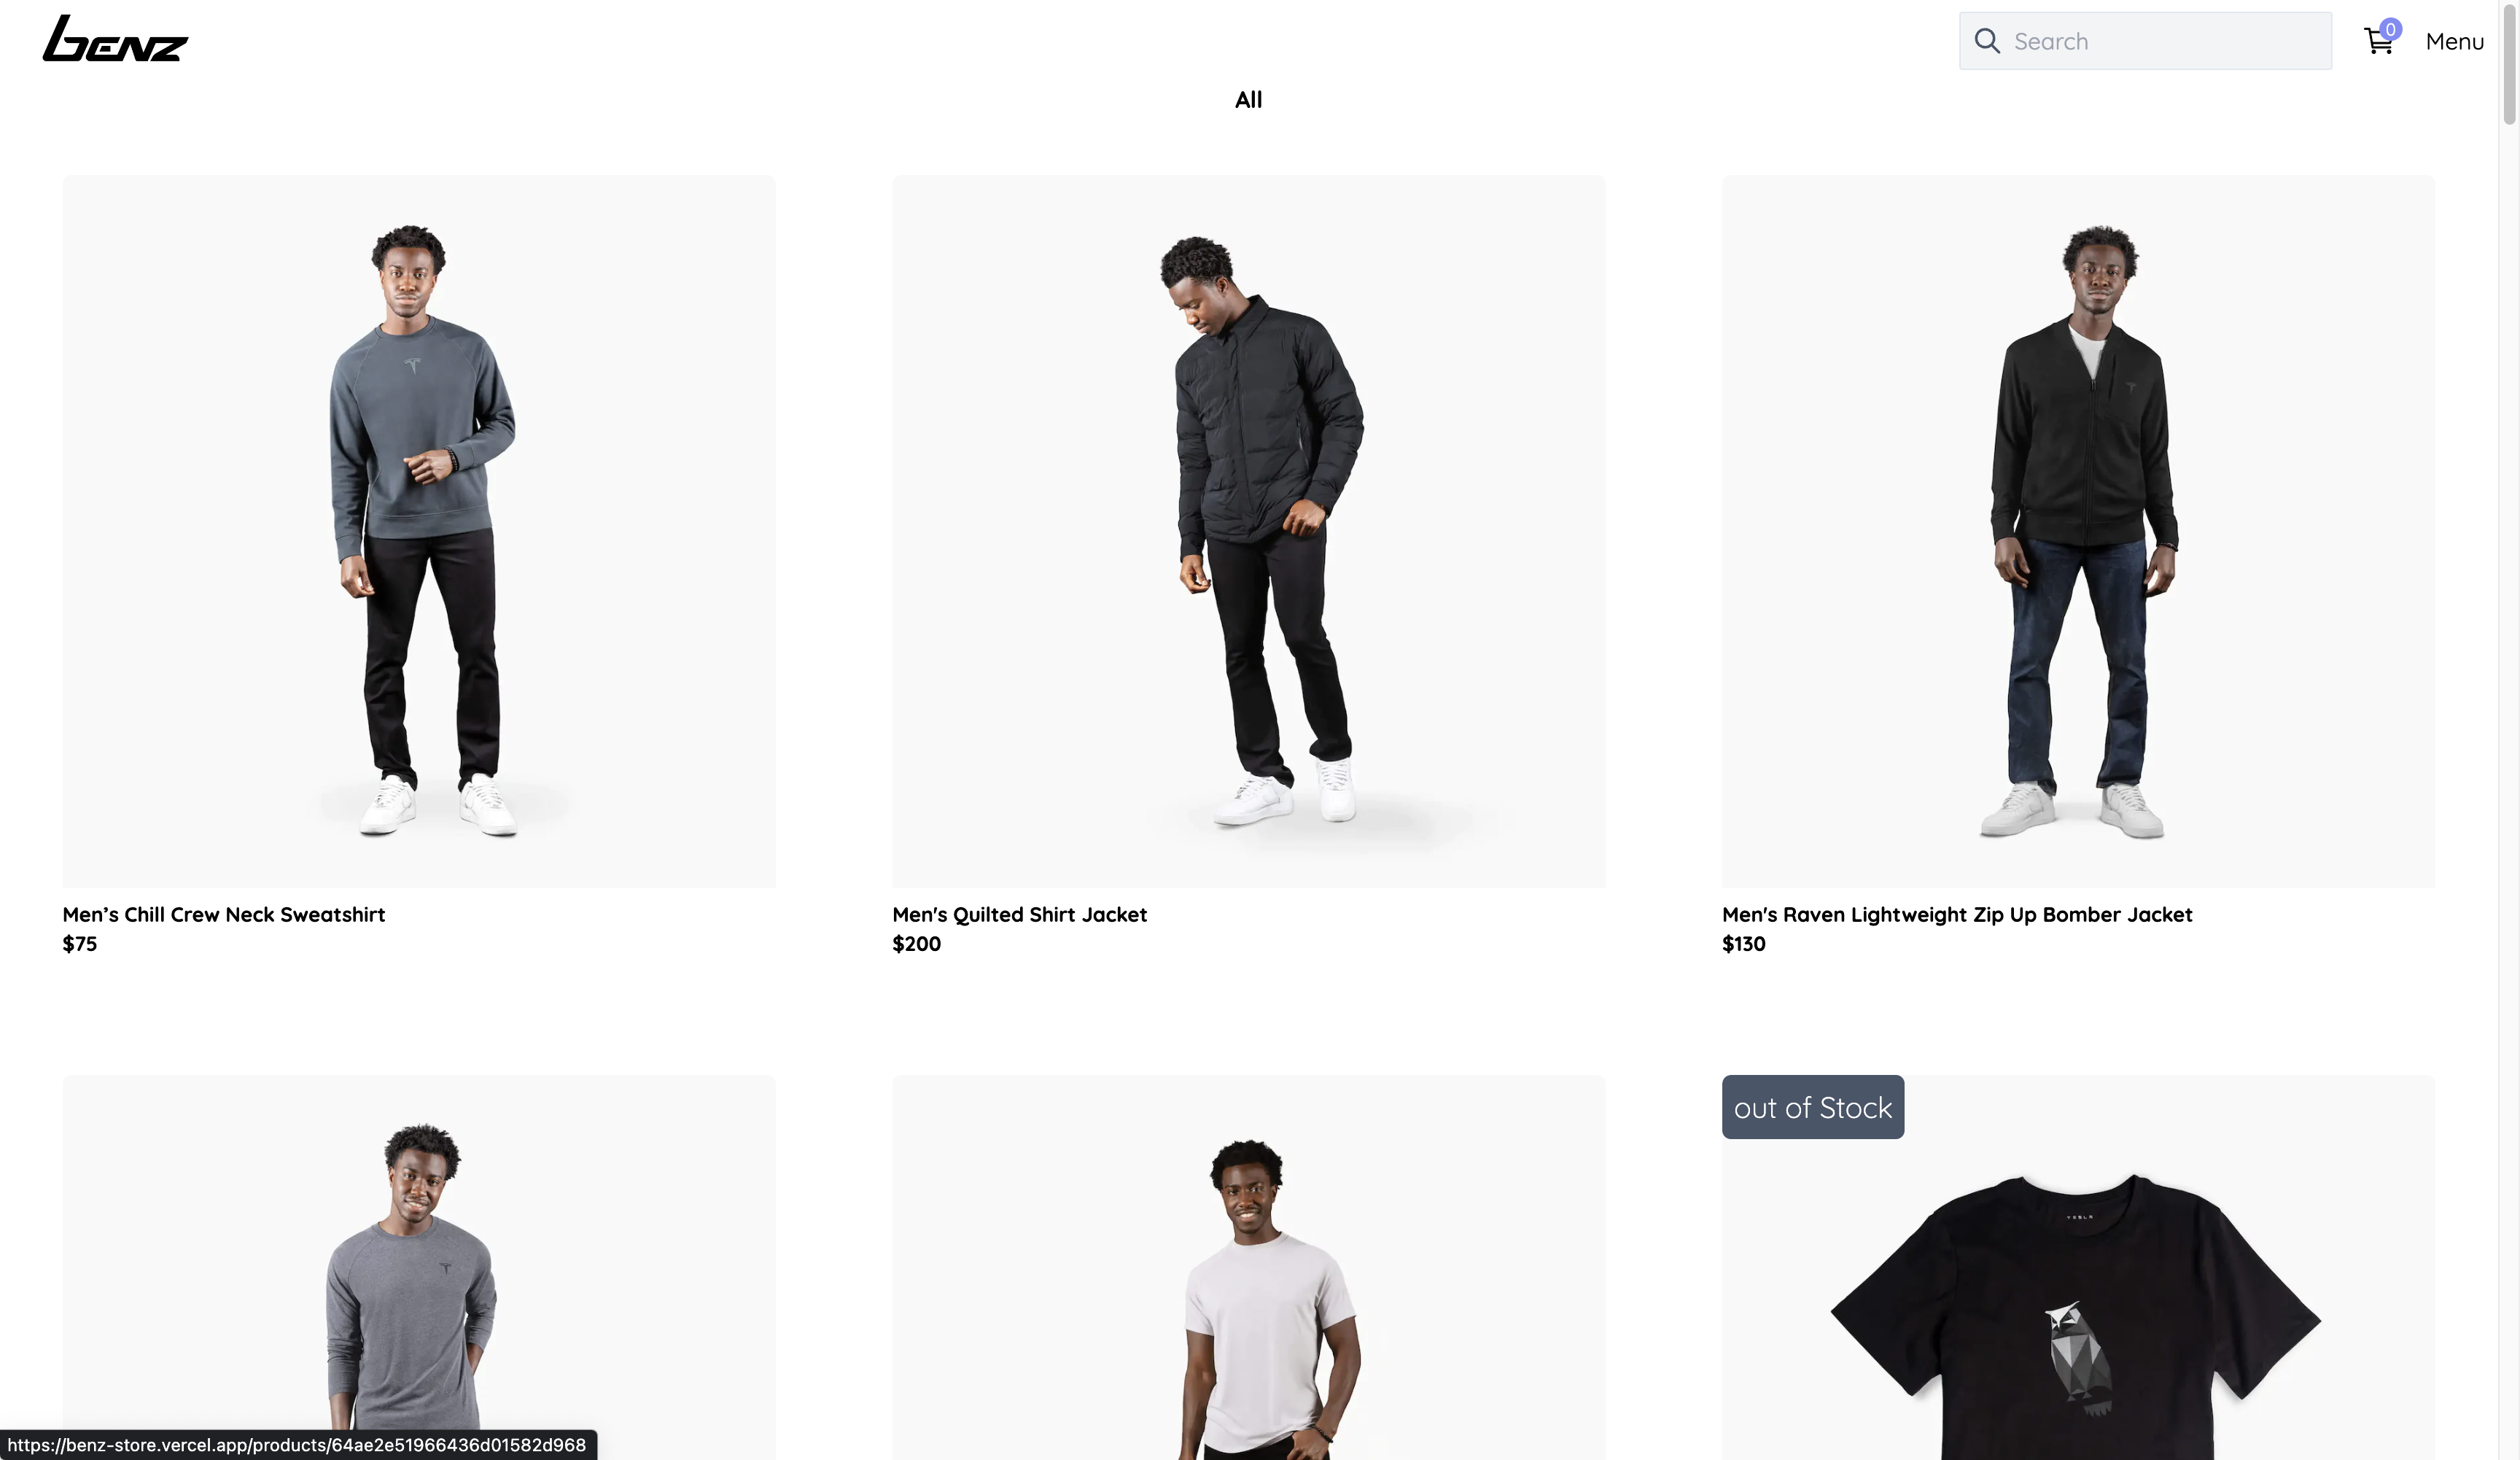 benz
Search
0
Menu
All
Men’s Chill Crew Neck Sweatshirt
$75
Men's Quilted Shirt Jacket
$200
Men's Raven Lightweight Zip Up Bomber Jacket
$130
out of Stock
TESLA
https://benz-store.vercel.app/products/64ae2e51966436d01582d968